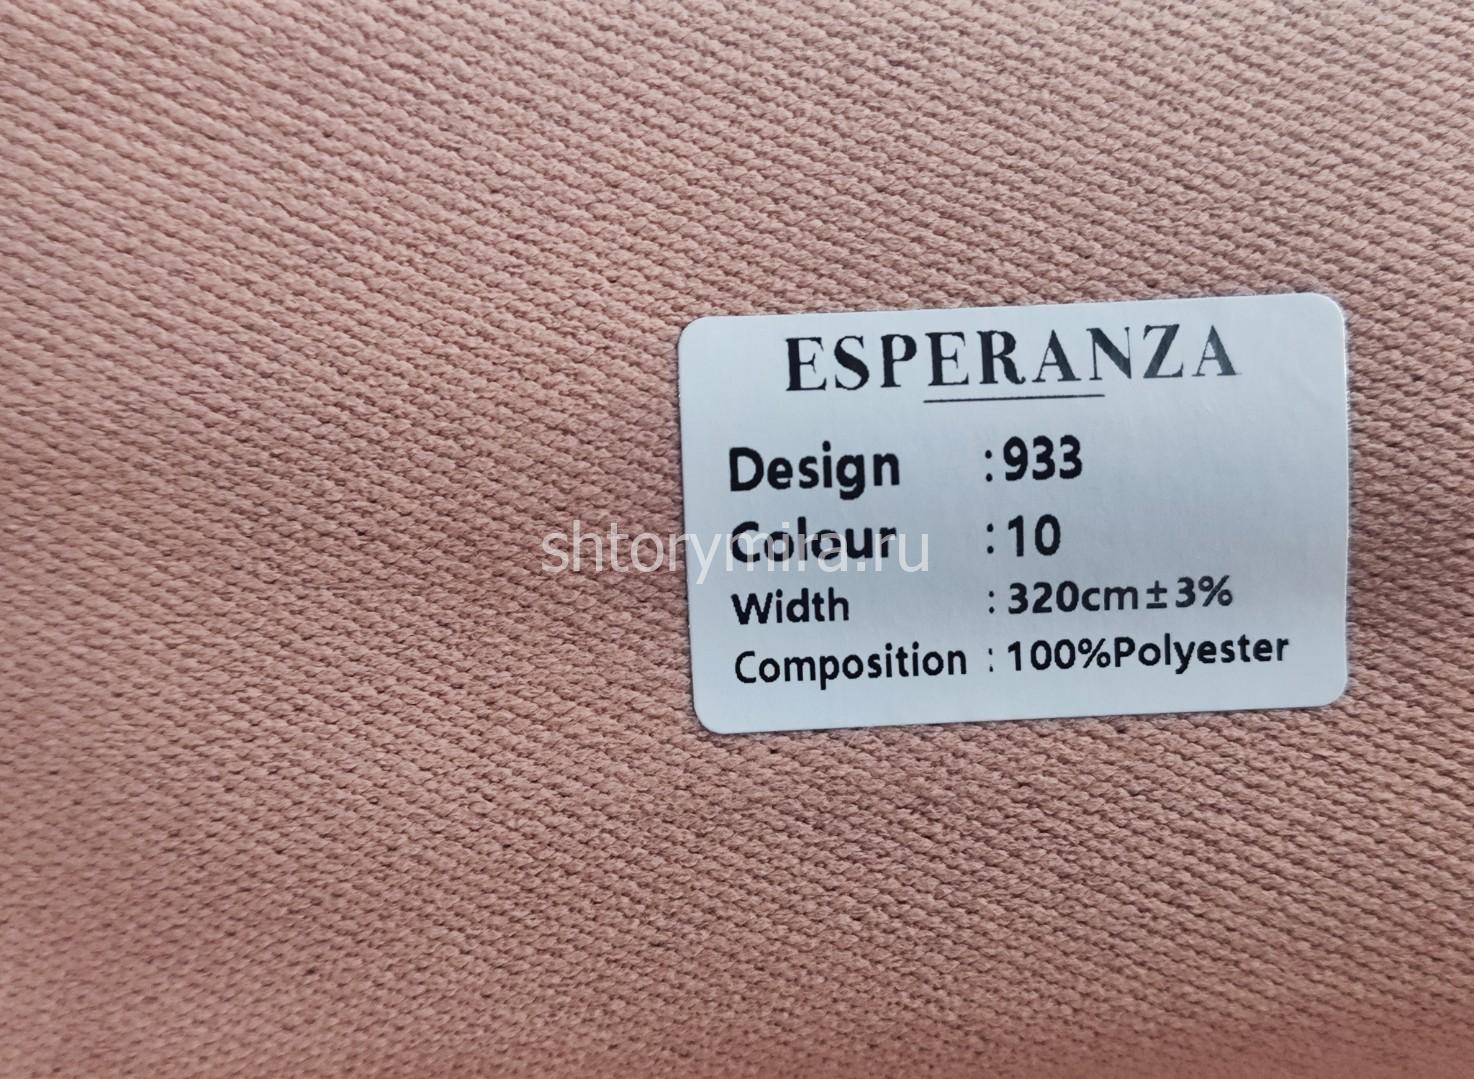 ESPERANZA
Design : 933
Colour : 10
shtorymira.ru
Width : 320cm±3%
Composition : 100%Polyester